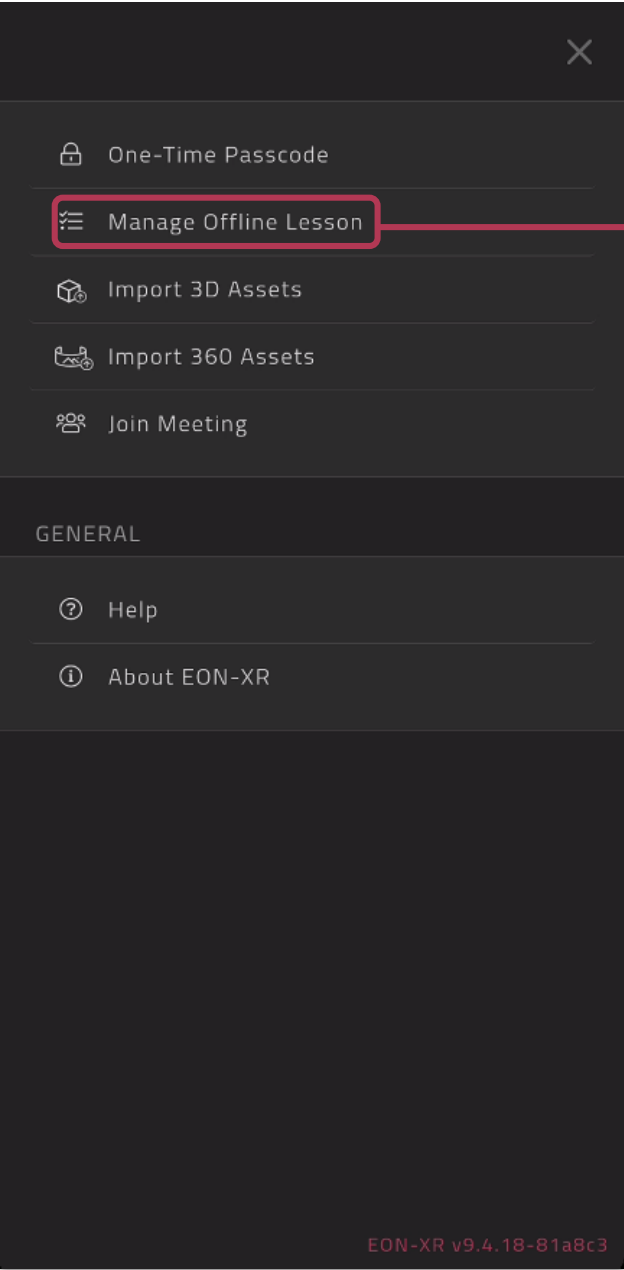 One-Time Passcode
Manage Offline Lesson
Import 3D Assets
Import 360 Assets
Join Meeting
GENERAL
Help
About EON-XR
EON-XR v9.4.18-81a8c3